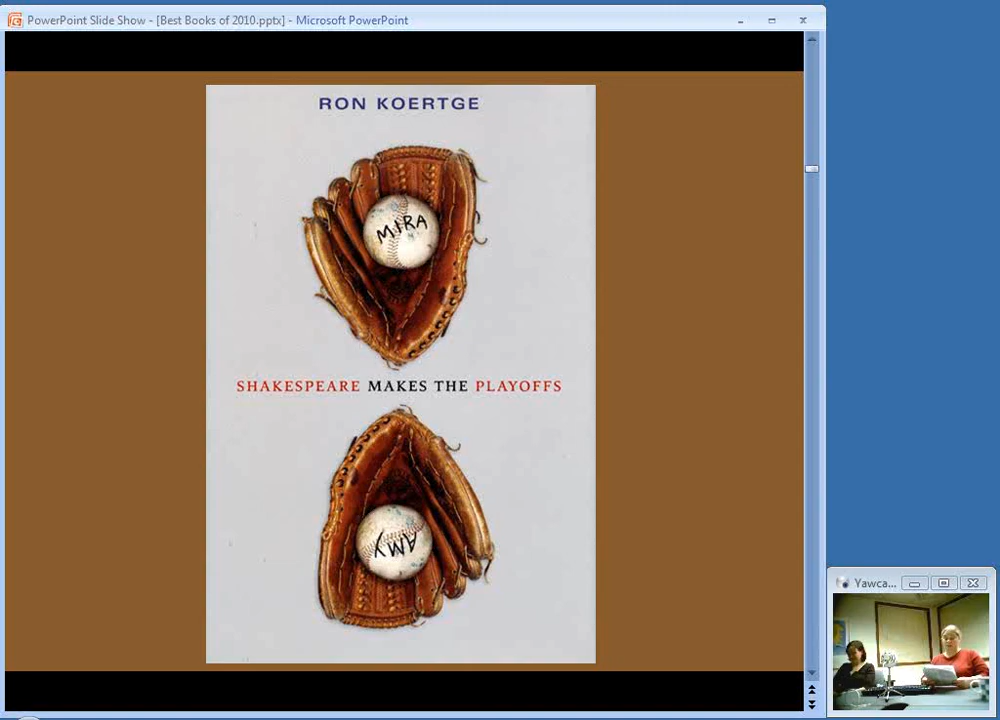 PowerPoint Slide Show - [Best Books of 2010.pptx] - Microsoft PowerPoint
RON KOERTGE
MIRA
SHAKESPEARE MAKES THE PLAYOFFS
AMY
Yawca...